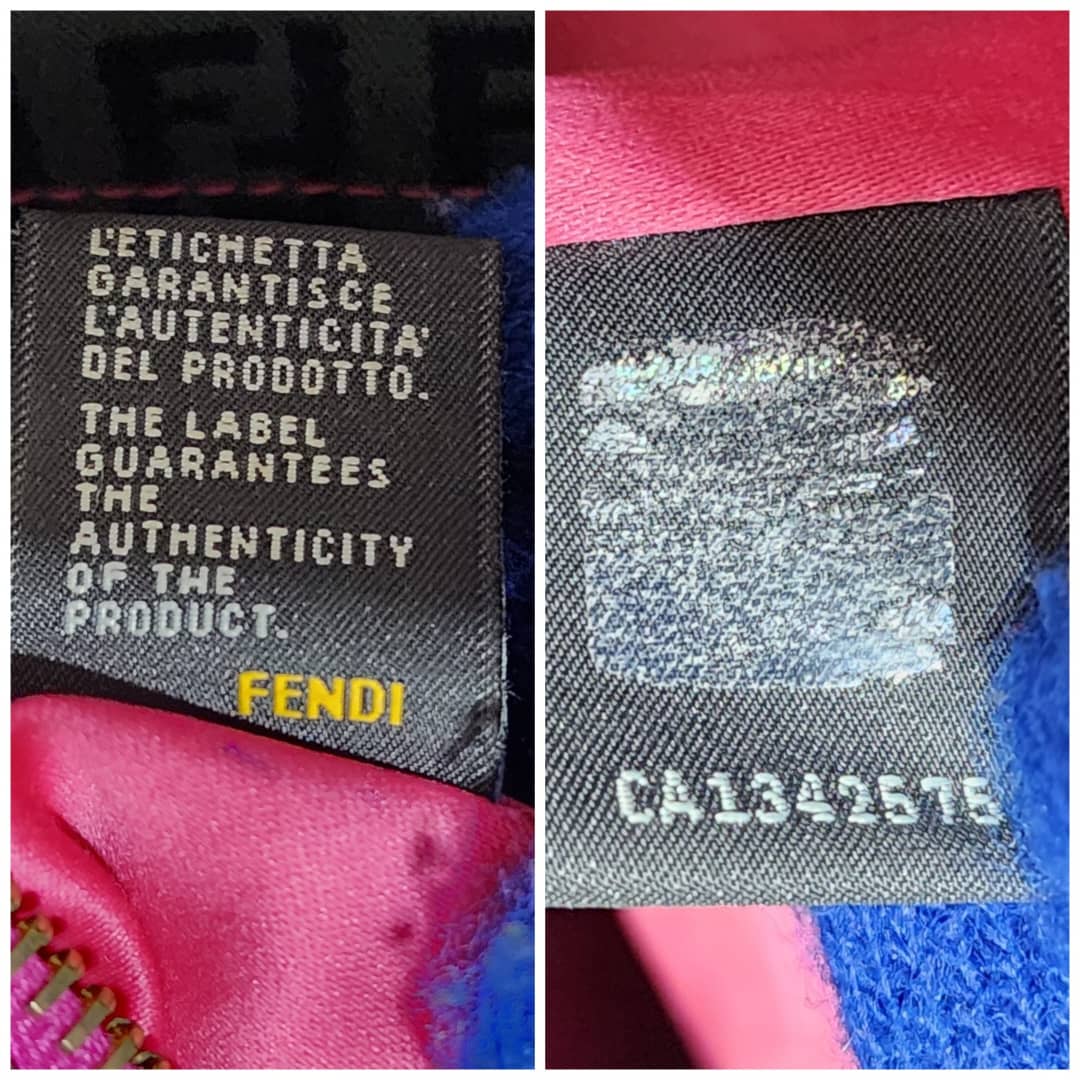 L'ETICHETTA
GARANTISCE
L'AUTENTICITA'
DEL PRODOTTO.
THE LABEL
GUARANTEES
THE
AUTHENTICITY
OF THE
PRODUCT.
FENDI
CA1342575